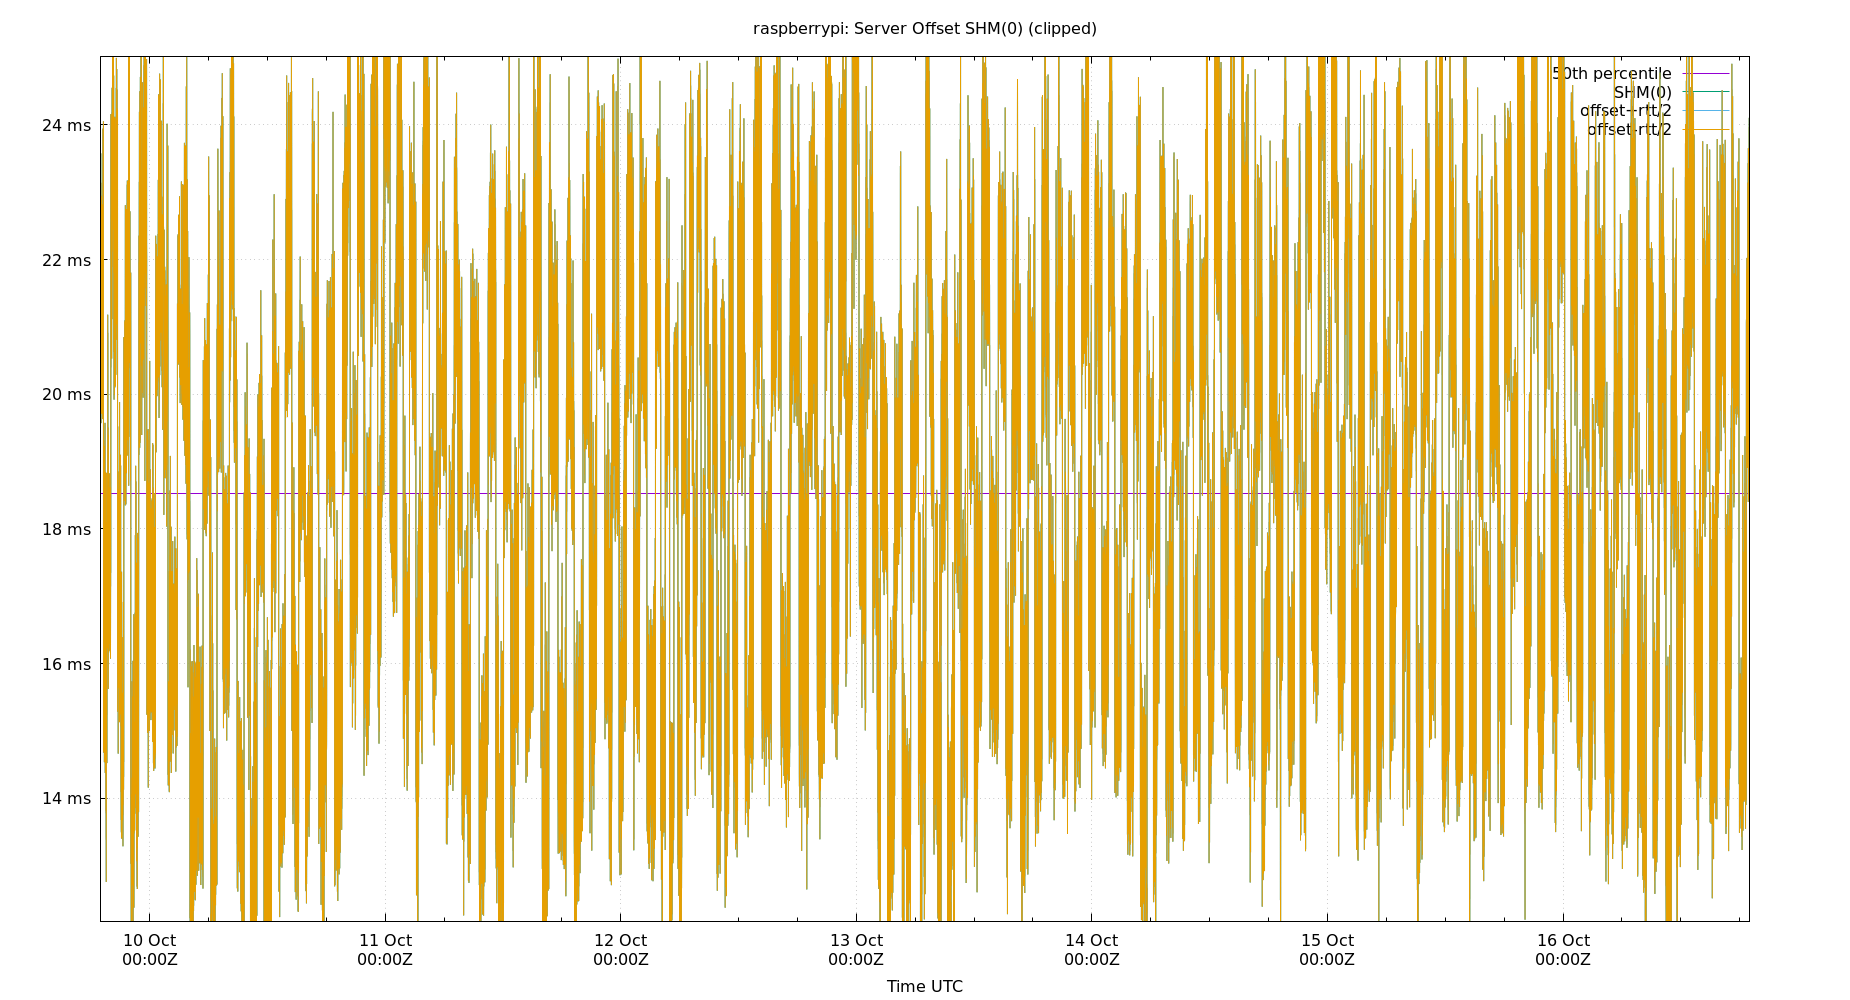 raspberrypi: Server Offset SHM(0) (clipped)
50th percentile
SHM(0)
offset+rtt/2
offset-rtt/2
24 ms
22 ms
20 ms
18 ms
16 ms
14 ms
10 Oct 11 Oct 12 Oct 13 Oct 14 Oct 15 Oct 16 Oct
00:00Z 00:00Z 00:00Z 00:00Z 00:00Z 00:00Z 00:00Z
Time UTC